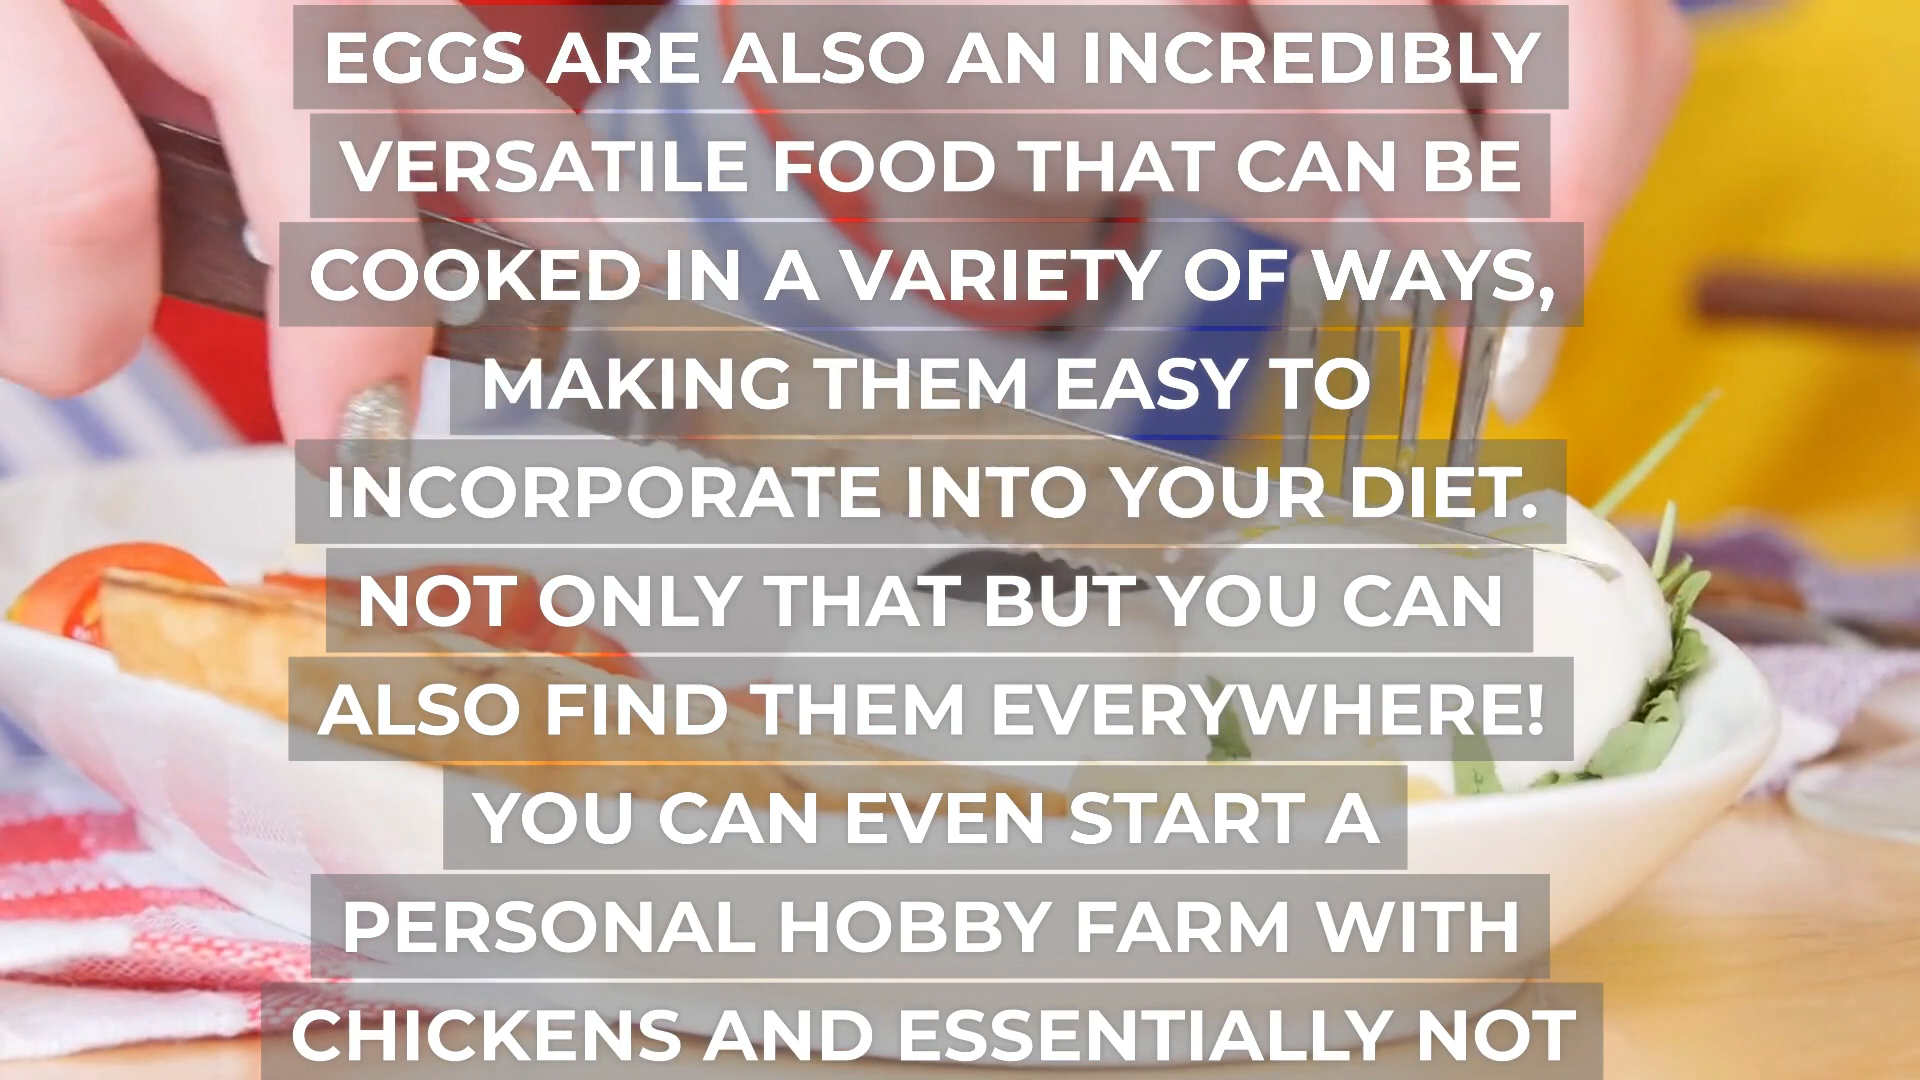 EGGS ARE ALSO AN INCREDIBLY
VERSATILE FOOD THAT CAN BE
COOKED IN A VARIETY OF WAYS,
MAKING THEM EASY TO
INCORPORATE INTO YOUR DIET.
NOT ONLY THAT BUT YOU CAN
ALSO FIND THEM EVERYWHERE!
YOU CAN EVEN START A
PERSONAL HOBBY FARM WITH
CHICKENS AND ESSENTIALLY NOT